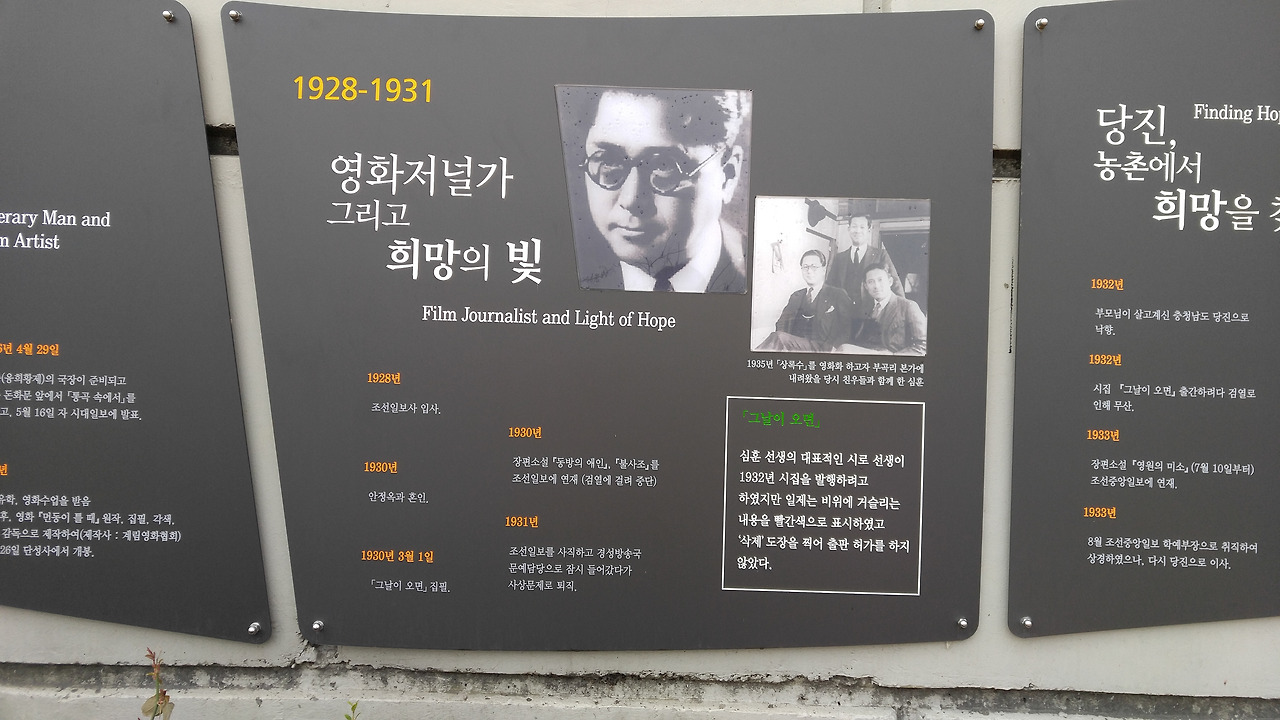 erary Man and
m Artist
년 4월 29일
(융희황제)의 국장이 준비되고
돈화문 앞에서 「통곡 속에서」를
고, 5월 16일 자 시대일보에 발표.
년
유학, 영화수업을 받음
후, 영화 『먼동이 틀 때』 원작, 집필, 각색,
감독으로 제작하여(제작사 : 계림영화협회)
26일 단성사에서 개봉.
1928-1931
영화저널가
그리고
희망의 빛
Film Journalist and Light of Hope
1928년
조선일보사 입사.
1930년
안정옥과 혼인.
1930년 3월 1일
「그날이 오면」 집필.
1930년
장편소설 『동방의 애인』, 『불사조』를
조선일보에 연재 (검열에 걸려 중단)
1931년
조선일보를 사직하고 경성방송국
문예담당으로 잠시 들어갔다가
사상문제로 퇴직.
1935년 「상록수」를 영화화 하고자 부곡리 본가에
내려왔을 당시 친우들과 함께 한 심훈
「그날이 오면」
심훈 선생의 대표적인 시로 선생이
1932년 시집을 발행하려고
하였지만 일제는 비위에 거슬리는
내용을 빨간색으로 표시하였고
'삭제' 도장을 찍어 출판 허가를 하지
않았다.
당진,
농촌에서
희망을
Finding Ho
1932년
부모님이 살고계신 충청남도 당진으로
낙향.
1932년
시집 『그날이 오면』 출간하려다 검열로
인해 무산.
1933년
장편소설 『영원의 미소』 (7월 10일부터)
조선중앙일보에 연재.
1933년
8월 조선중앙일보 학예부장으로 취직하여
상경하였으나, 다시 당진으로 이사.